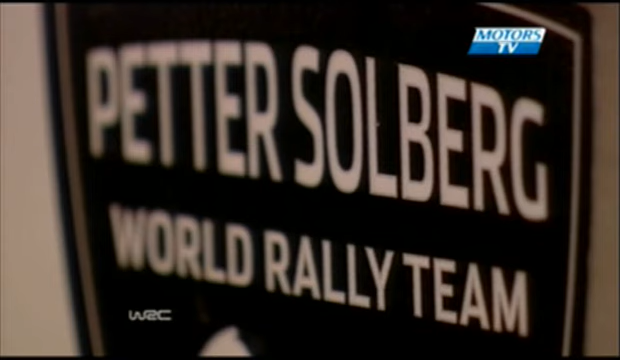 MOTORS
TV
PETTER SOLBERG
WORLD RALLY TEAM
WRC